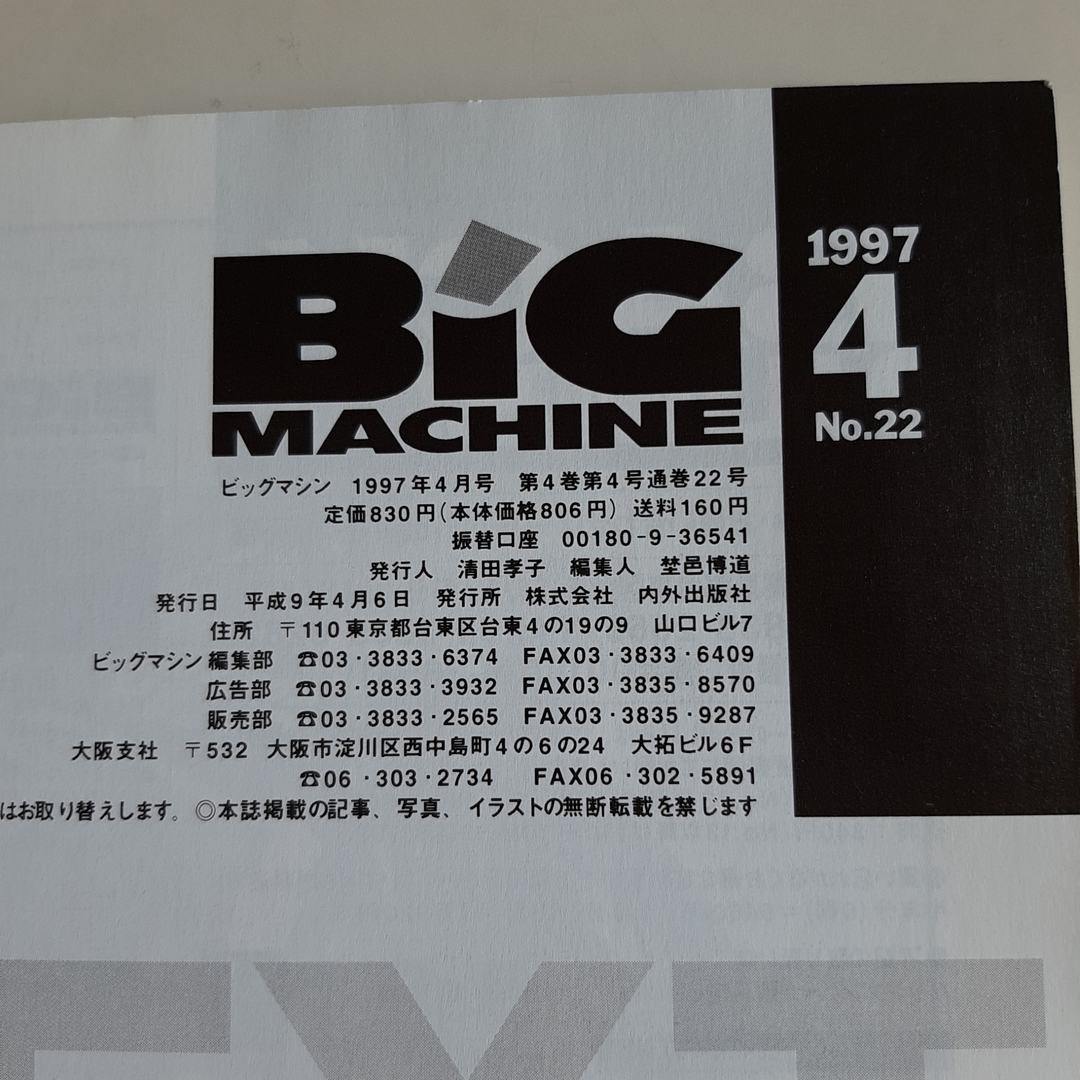 BiG
MACHINE
1997
4
No.22
ビッグマシン 1997年4月号 第4巻第4号通巻22号
定価830円(本体価格806円) 送料160円
振替口座 00180-9-36541
発行人 清田孝子 編集人 埜邑博道
発行日 平成9年4月6日 発行所 株式会社 内外出版社
住所 〒110東京都台東区台東4の19の9 山口ビル7
ビッグマシン編集部 ☎03・3833・6374 FAX03・3833・6409
広告部 ☎03・3833・3932 FAX03・3835・8570
販売部 ☎03・3833・2565 FAX03・3835・9287
大阪支社 〒532 大阪市淀川区西中島町4の6の24 大拓ビル6F
☎06・303・2734 FAX06・302・5891
はお取り替えします。◎本誌掲載の記事、写真、イラストの無断転載を禁じます